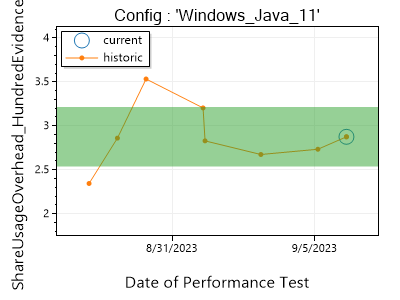 Config : 'Windows_Java_11'
current
historic
ShareUsageOverhead_HundredEvidence
4
3.5
3
2.5
2
8/31/2023
9/5/2023
Date of Performance Test